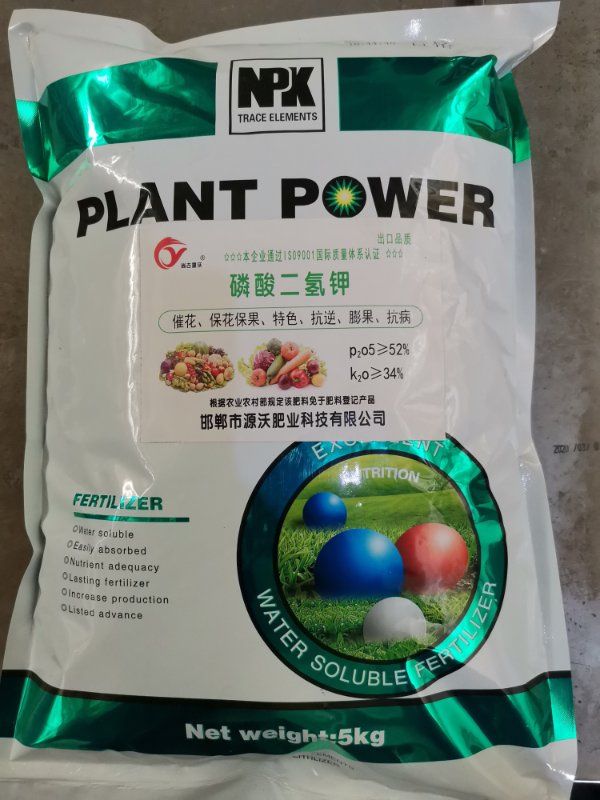 NPK
TRACE ELEMENTS
PLANT POWER
出口品质
☆☆☆本企业通过ISO9001国际质量体系认证 ☆☆☆
磷酸二氢钾
催花、保花保果、特色、抗逆、膨果、抗病
p₂o5≥52%
k₂o≥34%
根据农业农村部规定该肥料免于肥料登记产品
邯郸市源沃肥业科技有限公司
NUTRITION
FERTILIZER
Water soluble
Easily absorbed
Nutrient adequacy
Lasting fertilizer
Increase production
Listed advance
WATER SOLUBLE FERTILIZER
Net weight:5kg